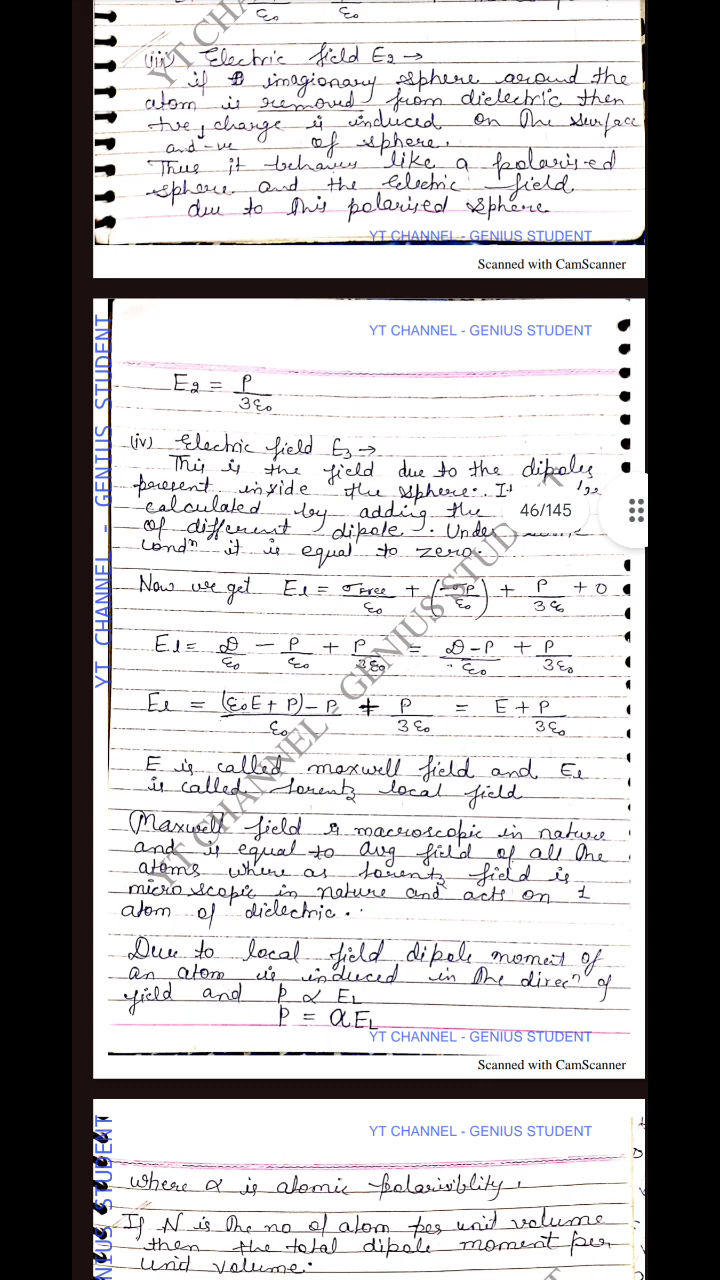 ε₀ ε₀
(iii) Electric field E₂ →
if imagionary sphere around the
atom is removed from dielectric then
+ve, charge is induced on the surface
and -ve of sphere.
Thus it behaves like a polarised
sphere and the Electric field
due to this polarised sphere
YT CHANNEL - GENIUS STUDENT
Scanned with CamScanner
YT CHANNEL - GENIUS STUDENT
E₂ = P/3ε₀
(iv) Electric field E₃ →
This is the field due to the dipoles
present inside the sphere.
calculated by adding the
of different dipole. Under
condⁿ it is equal to zero.
46/145
Now we get El = σFree/ε₀ + (-σP/ε₀) + P/3ε₀ + 0
El = D/ε₀ - P/ε₀ + P/3ε₀ = D-P/ε₀ + P/3ε₀
El = (ε₀E + P) - P/ε₀ + P/3ε₀ = E + P/3ε₀
E is called maxwell field and El
is called lorentz local field
Maxwell field is macroscopic in nature
and is equal to avg field of all the
atoms where as lorentz field is
microscopic in nature and acts on 1
atom of dielectric.
Due to local field dipole moment of
an atom is induced in the direcⁿ of
field and p ∝ EL
p = αEL
YT CHANNEL - GENIUS STUDENT
Scanned with CamScanner
YT CHANNEL - GENIUS STUDENT
where α is atomic polarisiblity.
If N is the no of atom per unit volume
then the total dipole moment per
unit volume.
YT CHANNEL - GENIUS STUDENT